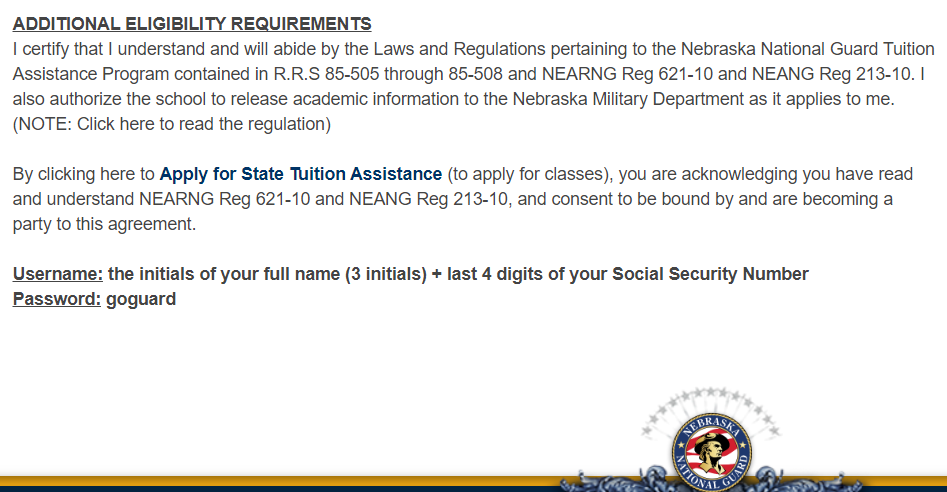 ADDITIONAL ELIGIBILITY REQUIREMENTS
I certify that I understand and will abide by the Laws and Regulations pertaining to the Nebraska National Guard Tuition
Assistance Program contained in R.R.S 85-505 through 85-508 and NEARNG Reg 621-10 and NEANG Reg 213-10. I
also authorize the school to release academic information to the Nebraska Military Department as it applies to me.
(NOTE: Click here to read the regulation)
By clicking here to Apply for State Tuition Assistance (to apply for classes), you are acknowledging you have read
and understand NEARNG Reg 621-10 and NEANG Reg 213-10, and consent to be bound by and are becoming a
party to this agreement.
Username: the initials of your full name (3 initials) + last 4 digits of your Social Security Number
Password: goguard
NEBRASKA
NATIONAL GUARD